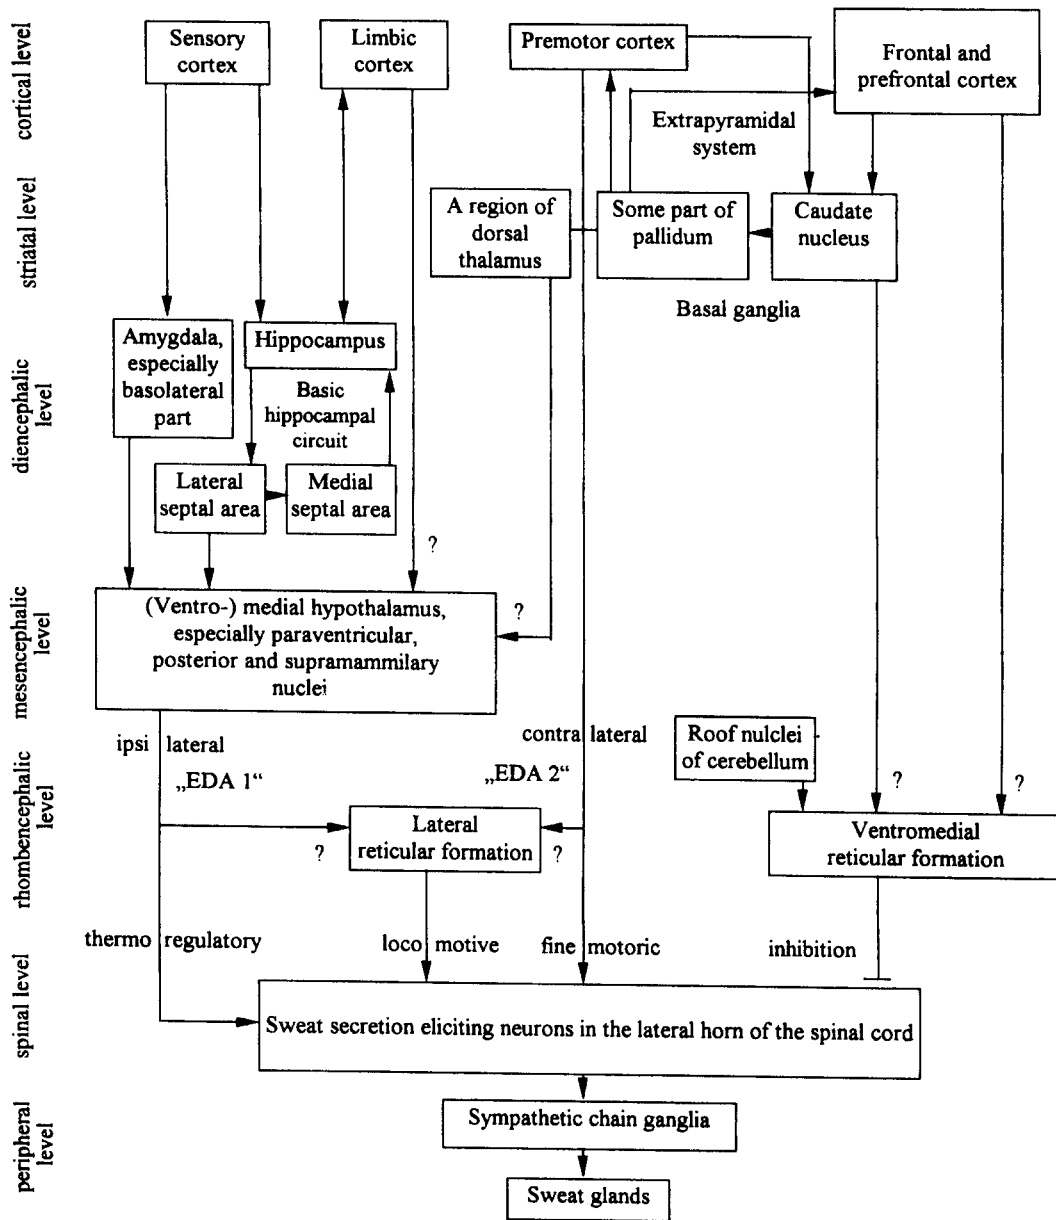 cortical level
striatal level
diencephalic
level
mesencephalic
level
rhombencephalic
level
spinal level
peripheral
level
Sensory
cortex
Limbic
cortex
Premotor cortex
Frontal and
prefrontal cortex
Extrapyramidal
system
A region of
dorsal
thalamus
Some part of
pallidum
Caudate
nucleus
Basal ganglia
Amygdala,
especially
basolateral
part
Hippocampus
Basic
hippocampal
circuit
Lateral
septal area
Medial
septal area
?
?
(Ventro-) medial hypothalamus,
especially paraventricular,
posterior and supramammilary
nuclei
ipsi lateral
„EDA 1“
contra lateral
„EDA 2“
Roof nulclei
of cerebellum
?
?
Lateral
reticular formation
?
?
Ventromedial
reticular formation
thermo regulatory
loco motive
fine motoric
inhibition
Sweat secretion eliciting neurons in the lateral horn of the spinal cord
Sympathetic chain ganglia
Sweat glands